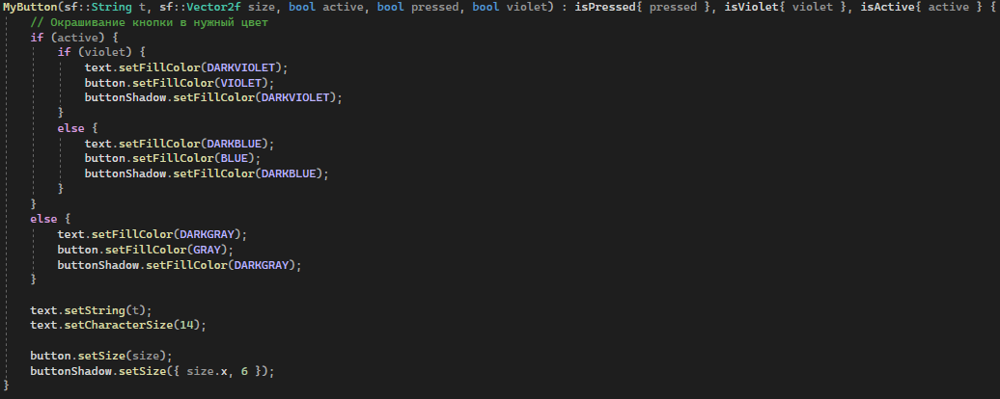 MyButton(sf::String t, sf::Vector2f size, bool active, bool pressed, bool violet) : isPressed{ pressed }, isViolet{ violet }, isActive{ active } {
    // Окрашивание кнопки в нужный цвет
    if (active) {
        if (violet) {
            text.setFillColor(DARKVIOLET);
            button.setFillColor(VIOLET);
            buttonShadow.setFillColor(DARKVIOLET);
        }
        else {
            text.setFillColor(DARKBLUE);
            button.setFillColor(BLUE);
            buttonShadow.setFillColor(DARKBLUE);
        }
    }
    else {
        text.setFillColor(DARKGRAY);
        button.setFillColor(GRAY);
        buttonShadow.setFillColor(DARKGRAY);
    }

    text.setString(t);
    text.setCharacterSize(14);

    button.setSize(size);
    buttonShadow.setSize({ size.x, 6 });
}